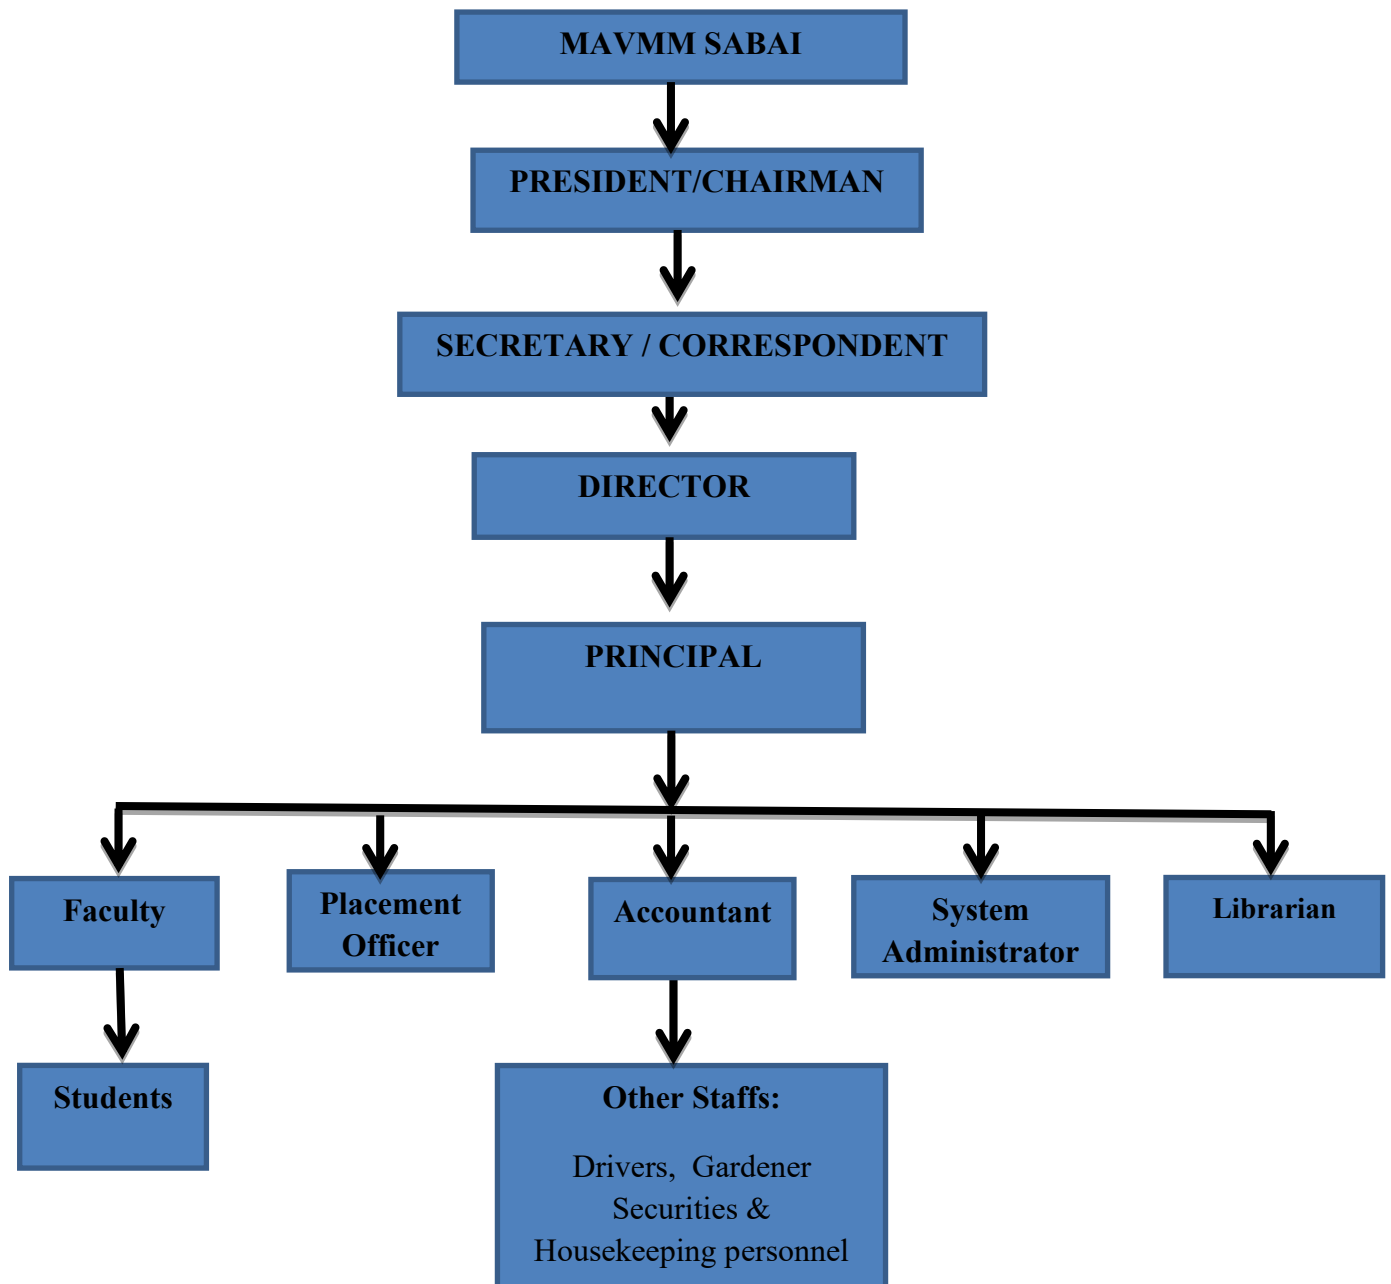 MAVMM SABAI
PRESIDENT/CHAIRMAN
SECRETARY / CORRESPONDENT
DIRECTOR
PRINCIPAL
Faculty
Placement
Officer
Accountant
System
Administrator
Librarian
Students
Other Staffs:
Drivers, Gardener
Securities &
Housekeeping personnel